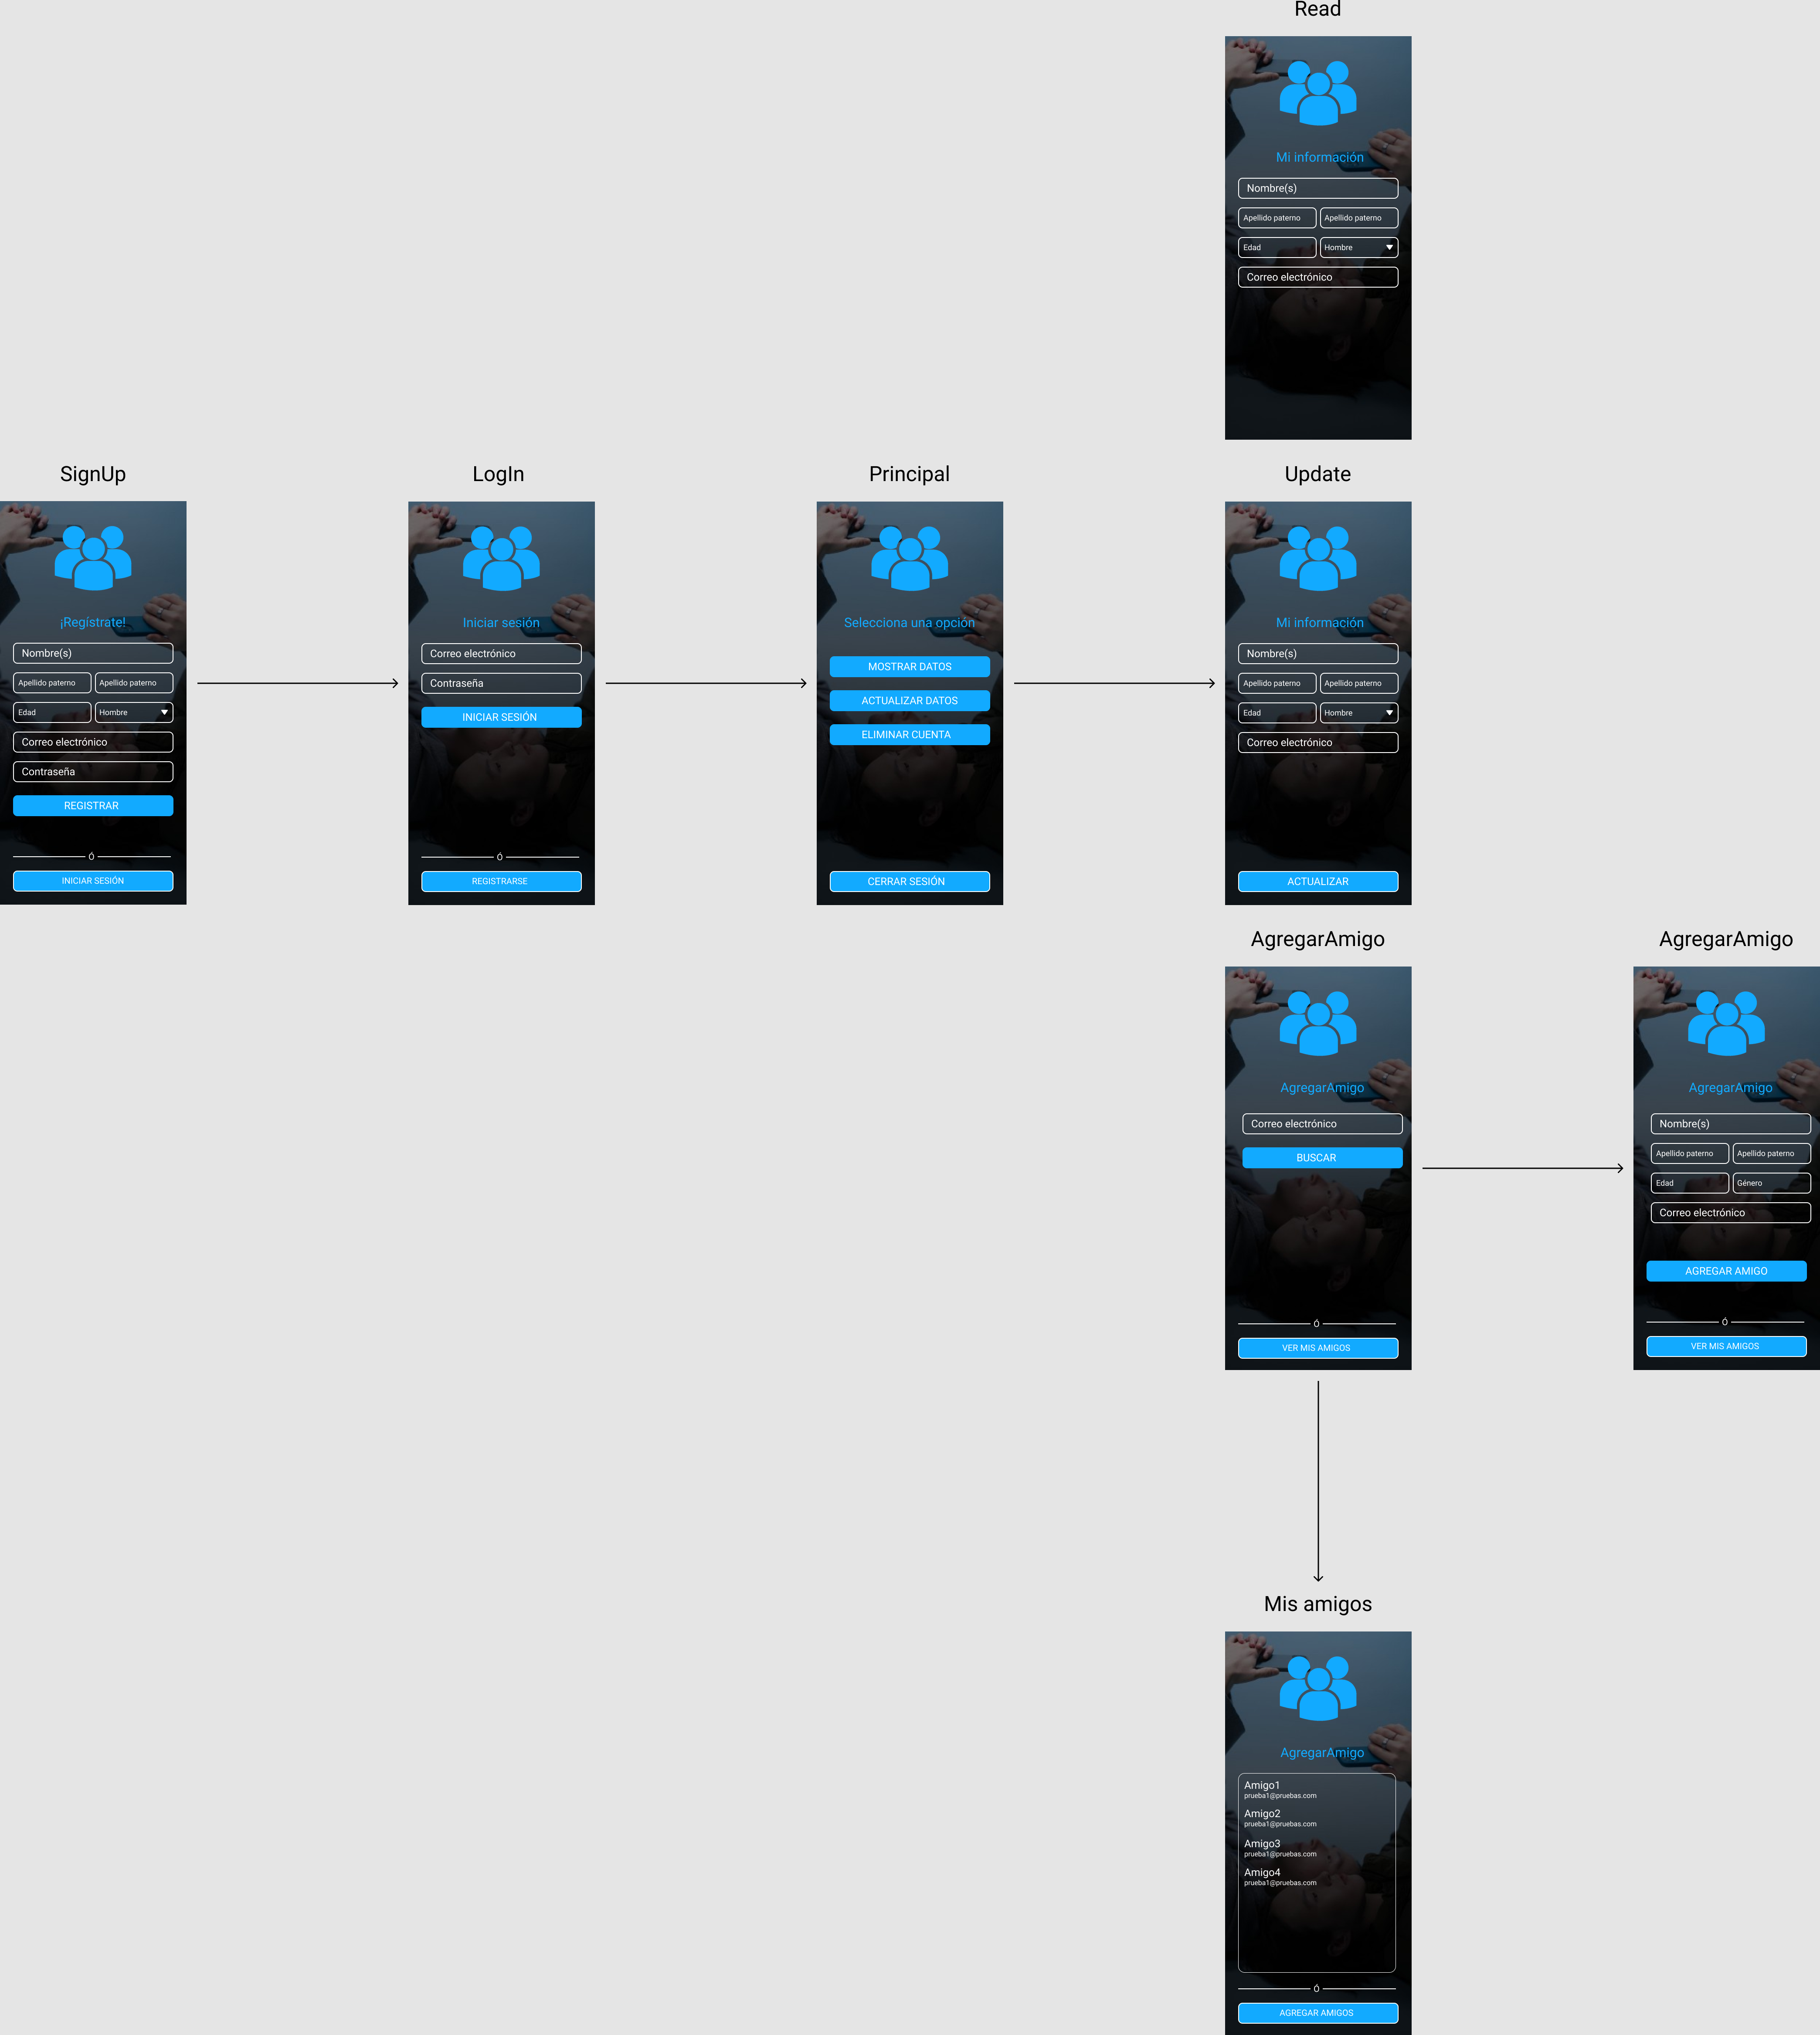 Read
Mi información
Nombre(s)
Apellido paterno Apellido paterno
Edad Hombre
Correo electrónico
SignUp
¡Regístrate!
Nombre(s)
Apellido paterno Apellido paterno
Edad Hombre
Correo electrónico
Contraseña
REGISTRAR
Ó
INICIAR SESIÓN
LogIn
Iniciar sesión
Correo electrónico
Contraseña
INICIAR SESIÓN
Ó
REGISTRARSE
Principal
Selecciona una opción
MOSTRAR DATOS
ACTUALIZAR DATOS
ELIMINAR CUENTA
CERRAR SESIÓN
Update
Mi información
Nombre(s)
Apellido paterno Apellido paterno
Edad Hombre
Correo electrónico
ACTUALIZAR
AgregarAmigo
AgregarAmigo
Correo electrónico
BUSCAR
Ó
VER MIS AMIGOS
AgregarAmigo
AgregarAmigo
Nombre(s)
Apellido paterno Apellido paterno
Edad Género
Correo electrónico
AGREGAR AMIGO
Ó
VER MIS AMIGOS
Mis amigos
AgregarAmigo
Amigo1
prueba1@pruebas.com
Amigo2
prueba1@pruebas.com
Amigo3
prueba1@pruebas.com
Amigo4
prueba1@pruebas.com
Ó
AGREGAR AMIGOS